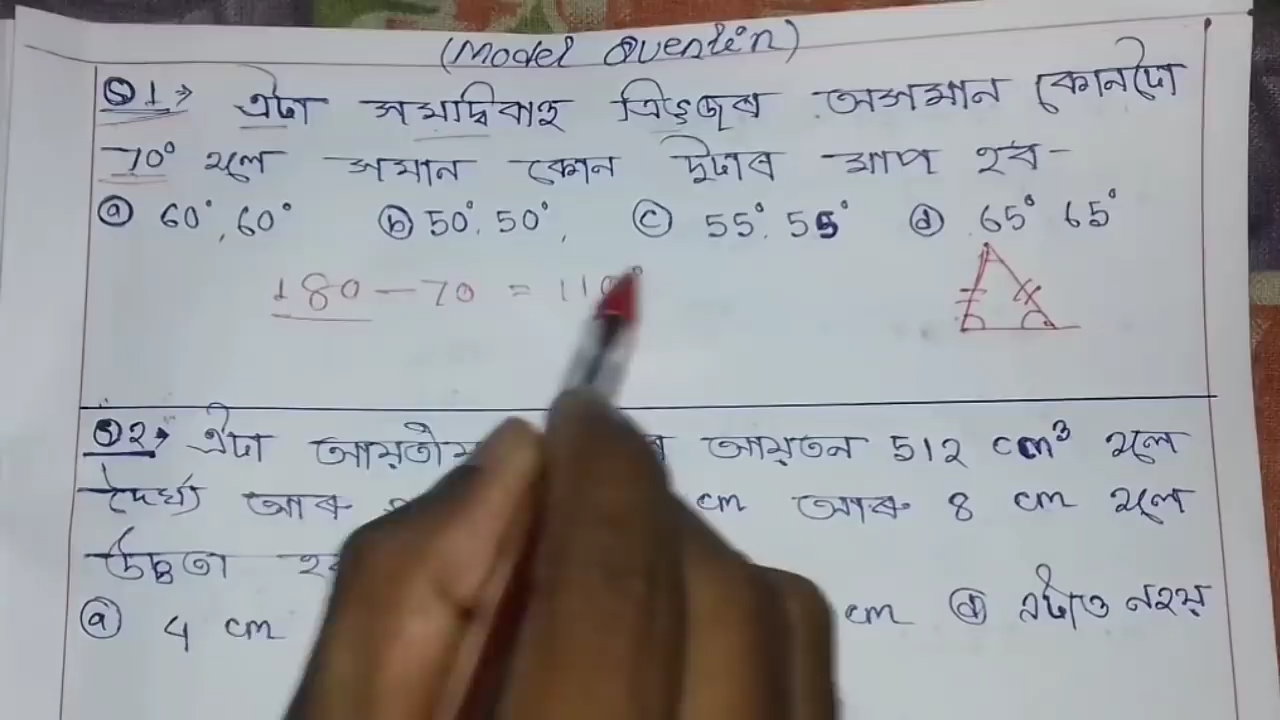 (Model Question)
Q1→ এটা সমদ্বিবাহু ত্ৰিভুজৰ অসমান কোনটো
70° হলে সমান কোন দুটাৰ মাপ হব-
ⓐ 60°, 60° ⓑ 50°. 50°, ⓒ 55°. 55° ⓓ 65° 65°
180 - 70 = 110°
Q2→ এটা আয়তীয় আয়তন 512 cm³ হলে
দৈৰ্ঘ্য আৰু cm আৰু 8 cm হলে
উচ্চতা
ⓐ 4 cm cm ⓓ এটাও নহয়